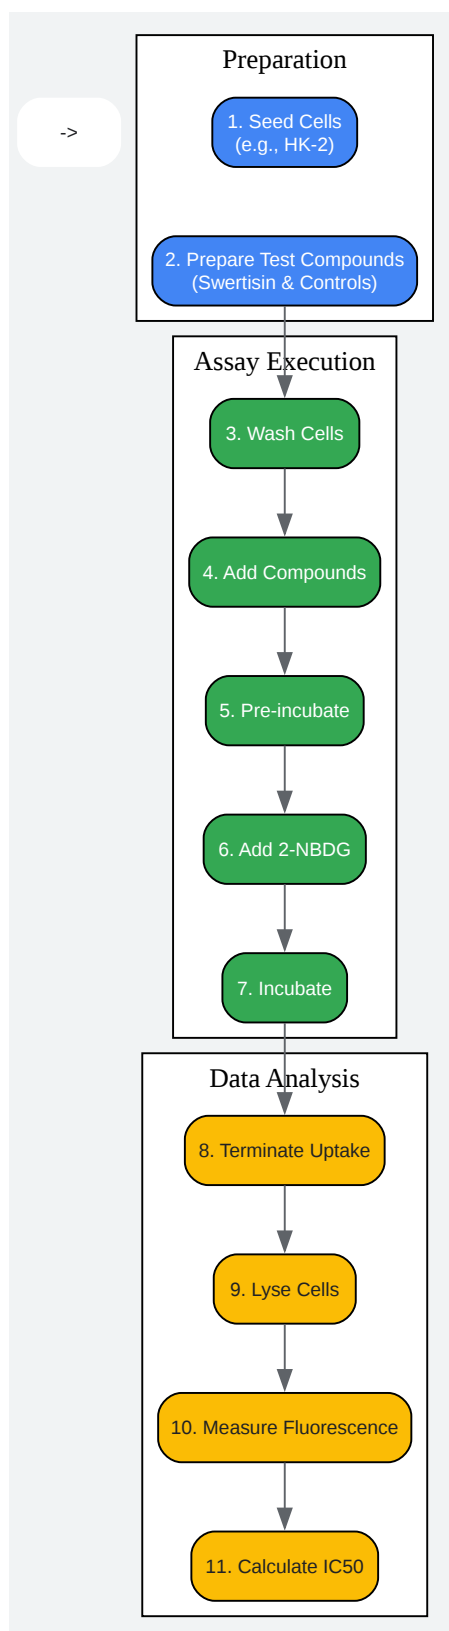 Preparation
->
1. Seed Cells
(e.g., HK-2)
2. Prepare Test Compounds
(Swertisin & Controls)
Assay Execution
3. Wash Cells
4. Add Compounds
5. Pre-incubate
6. Add 2-NBDG
7. Incubate
Data Analysis
8. Terminate Uptake
9. Lyse Cells
10. Measure Fluorescence
11. Calculate IC50